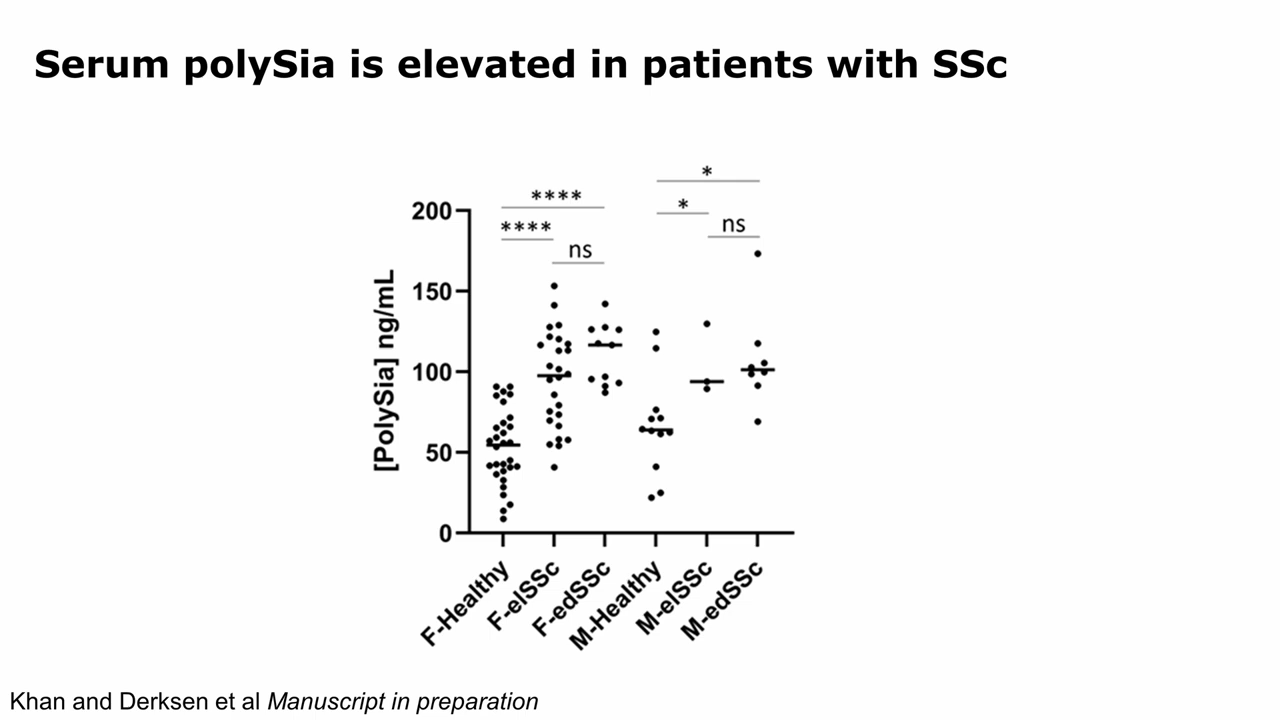 Serum polySia is elevated in patients with SSc
*
****
*
200
****
ns
ns
150
100
50
0
[PolySia] ng/mL
F-Healthy
F-elSSc
F-edSSc
M-Healthy
M-elSSc
M-edSSc
Khan and Derksen et al Manuscript in preparation